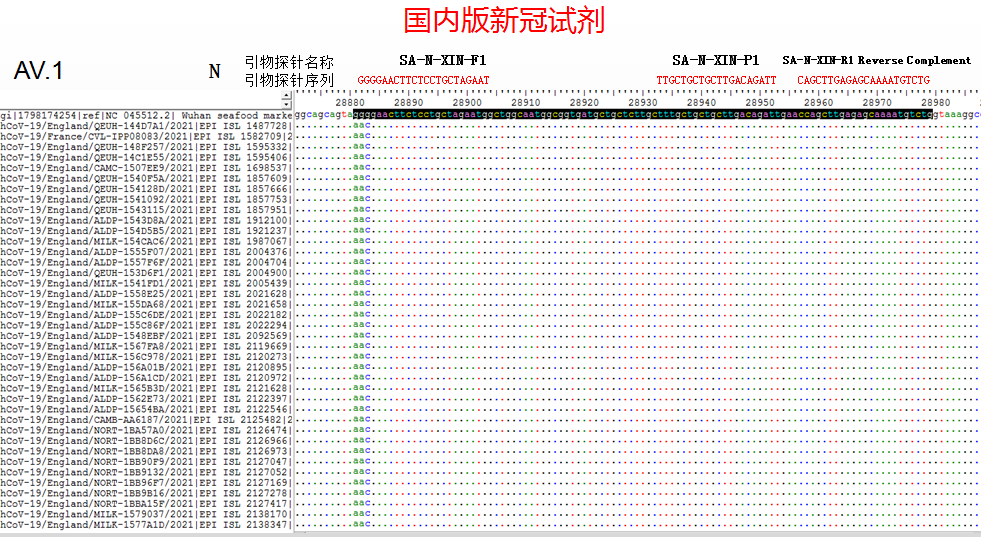 国内版新冠试剂
AV.1
N
引物探针名称
SA-N-XIN-F1
SA-N-XIN-P1
SA-N-XIN-R1 Reverse Complement
引物探针序列
GGGGAACTTCTCCTGCTAGAAT
TTGCTGCTGCTTGACAGATT
CAGCTTGAGAGCAAAATGTCTG
28880 28890 28900 28910 28920 28930 28940 28950 28960 28970 28980
gi|1798174254|ref|NC 045512.2| Wuhan seafood marke ggcagcagtaggggaacttctcctgctagaatggctggcaatggcggtgatgctgctcttgctttgctgctgcttgacagattgaaccagcttgagagcaaaatgtctggtaaaggc
hCoV-19/England/QEUH-144D7A1/2021|EPI ISL 1487728| aac
hCoV-19/France/CVL-IPP08083/2021|EPI ISL 1582709|2 aac
hCoV-19/England/QEUH-148F257/2021|EPI ISL 1595332| aac
hCoV-19/England/QEUH-14C1E55/2021|EPI ISL 1595406| aac
hCoV-19/England/CAMC-1507EE9/2021|EPI ISL 1698537| aac
hCoV-19/England/QEUH-1540F5A/2021|EPI ISL 1857609| aac
hCoV-19/England/QEUH-154128D/2021|EPI ISL 1857666| aac
hCoV-19/England/QEUH-1541092/2021|EPI ISL 1857753| aac
hCoV-19/England/QEUH-1543115/2021|EPI ISL 1857951| aac
hCoV-19/England/ALDP-1543D8A/2021|EPI ISL 1912100| aac
hCoV-19/England/ALDP-154D5B5/2021|EPI ISL 1921237| aac
hCoV-19/England/MILK-154CAC6/2021|EPI ISL 1987067| aac
hCoV-19/England/ALDP-1555F07/2021|EPI ISL 2004376| aac
hCoV-19/England/ALDP-1557F6F/2021|EPI ISL 2004704| aac
hCoV-19/England/QEUH-153D6F1/2021|EPI ISL 2004900| aac
hCoV-19/England/MILK-1541FD1/2021|EPI ISL 2005439| aac
hCoV-19/England/ALDP-1558E25/2021|EPI ISL 2021628| aac
hCoV-19/England/MILK-155DA68/2021|EPI ISL 2021658| aac
hCoV-19/England/ALDP-155C6DE/2021|EPI ISL 2022182| aac
hCoV-19/England/ALDP-155C86F/2021|EPI ISL 2022294| aac
hCoV-19/England/ALDP-1548EBF/2021|EPI ISL 2092569| aac
hCoV-19/England/MILK-1567FA8/2021|EPI ISL 2119669| aac
hCoV-19/England/MILK-156C978/2021|EPI ISL 2120273| aac
hCoV-19/England/ALDP-156A01B/2021|EPI ISL 2120895| aac
hCoV-19/England/ALDP-156A1CD/2021|EPI ISL 2120972| aac
hCoV-19/England/MILK-1565B3D/2021|EPI ISL 2121628| aac
hCoV-19/England/ALDP-1562E73/2021|EPI ISL 2122397| aac
hCoV-19/England/ALDP-15654BA/2021|EPI ISL 2122546| aac
hCoV-19/England/CAMB-AA6187/2021|EPI ISL 2125482|2 aac
hCoV-19/England/NORT-1BA57A0/2021|EPI ISL 2126474| aac
hCoV-19/England/NORT-1BB8D6C/2021|EPI ISL 2126966| aac
hCoV-19/England/NORT-1BB8DA8/2021|EPI ISL 2126973| aac
hCoV-19/England/NORT-1BB90F9/2021|EPI ISL 2127047| aac
hCoV-19/England/NORT-1BB9132/2021|EPI ISL 2127052| aac
hCoV-19/England/NORT-1BB96F7/2021|EPI ISL 2127169| aac
hCoV-19/England/NORT-1BB9B16/2021|EPI ISL 2127278| aac
hCoV-19/England/NORT-1BBA15F/2021|EPI ISL 2127417| aac
hCoV-19/England/MILK-1579037/2021|EPI ISL 2138170| aac
hCoV-19/England/MILK-1577A1D/2021|EPI ISL 2138347| aac